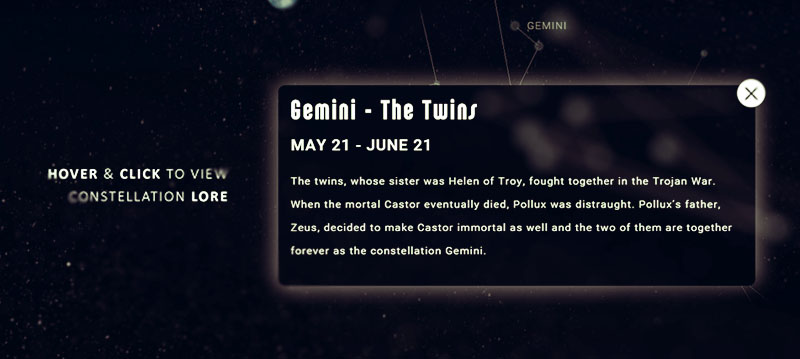 GEMINI
Gemini - The Twins
MAY 21 - JUNE 21
HOVER & CLICK TO VIEW
CONSTELLATION LORE
The twins, whose sister was Helen of Troy, fought together in the Trojan War.
When the mortal Castor eventually died, Pollux was distraught. Pollux's father,
Zeus, decided to make Castor immortal as well and the two of them are together
forever as the constellation Gemini.